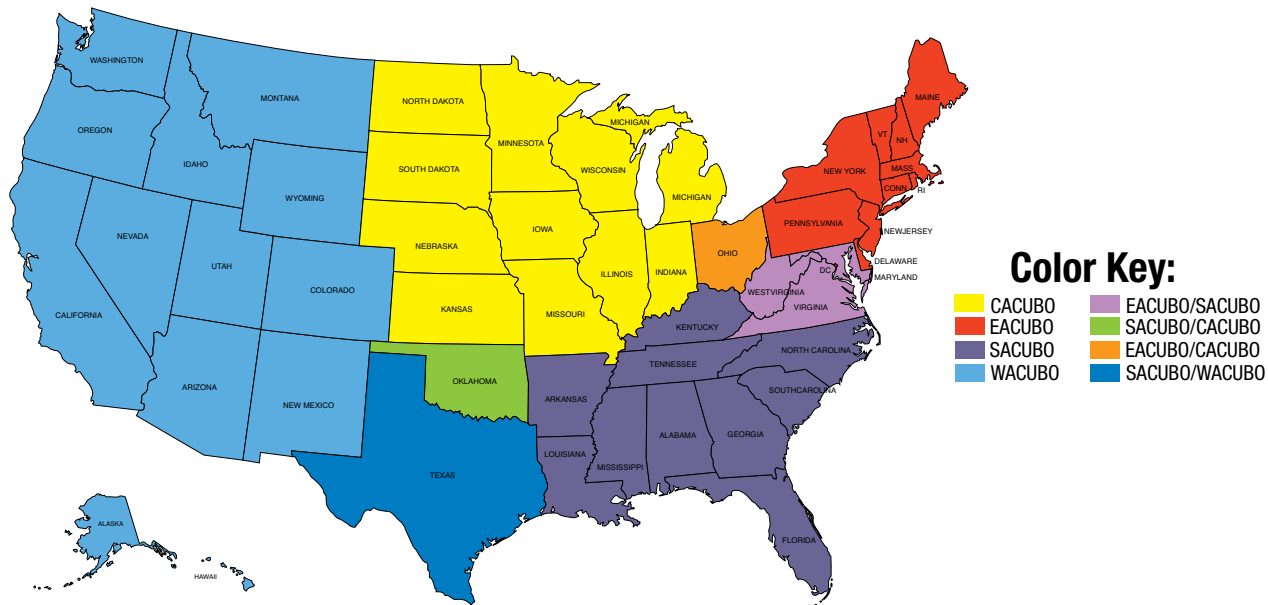 WASHINGTON
MONTANA
OREGON
IDAHO
WYOMING
NEVADA
UTAH
COLORADO
CALIFORNIA
ARIZONA
NEW MEXICO
ALASKA
HAWAII
NORTH DAKOTA
SOUTH DAKOTA
NEBRASKA
KANSAS
MINNESOTA
IOWA
MISSOURI
WISCONSIN
MICHIGAN
MICHIGAN
ILLINOIS
INDIANA
OHIO
OKLAHOMA
TEXAS
ARKANSAS
LOUISIANA
MISSISSIPPI
ALABAMA
GEORGIA
FLORIDA
TENNESSEE
KENTUCKY
NORTH CAROLINA
SOUTHCAROLINA
WESTVIRGINIA
VIRGINIA
DC
MAINE
VT
NH
MASS
CONN
RI
NEW YORK
PENNSYLVANIA
NEWJERSEY
DELAWARE
MARYLAND
Color Key:
CACUBO
EACUBO
SACUBO
WACUBO
EACUBO/SACUBO
SACUBO/CACUBO
EACUBO/CACUBO
SACUBO/WACUBO